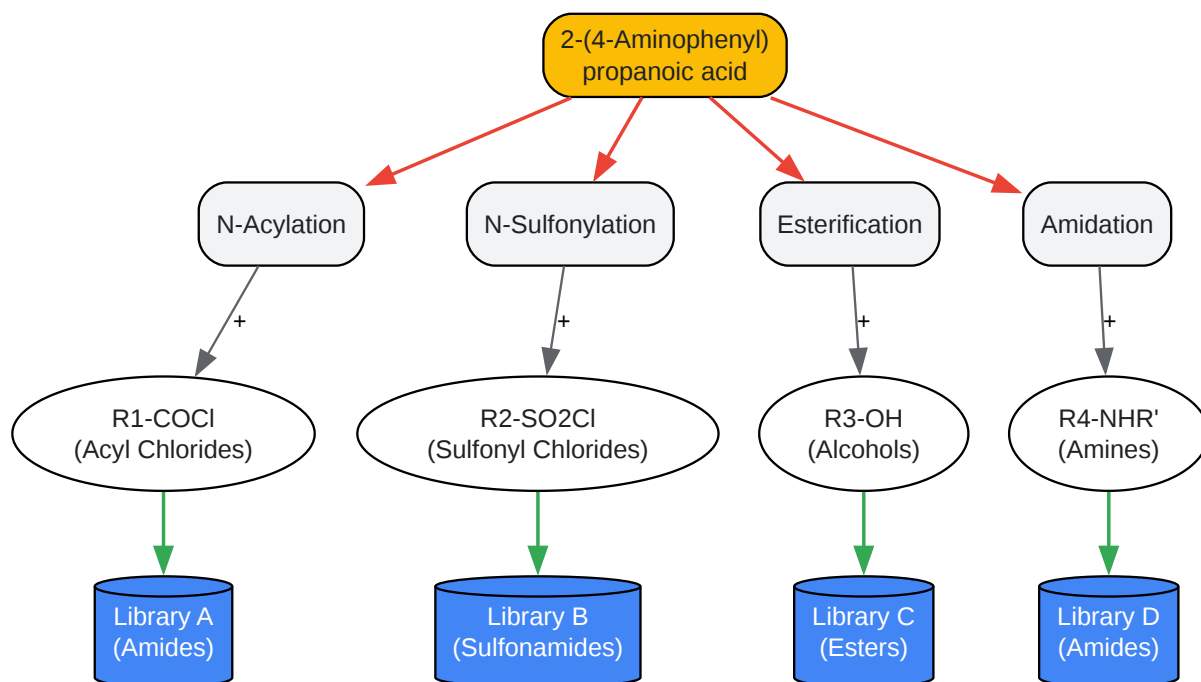 2-(4-Aminophenyl)
propanoic acid
N-Acylation
N-Sulfonylation
Esterification
Amidation
+
+
+
+
R1-COCl
(Acyl Chlorides)
R2-SO2Cl
(Sulfonyl Chlorides)
R3-OH
(Alcohols)
R4-NHR'
(Amines)
Library A
(Amides)
Library B
(Sulfonamides)
Library C
(Esters)
Library D
(Amides)